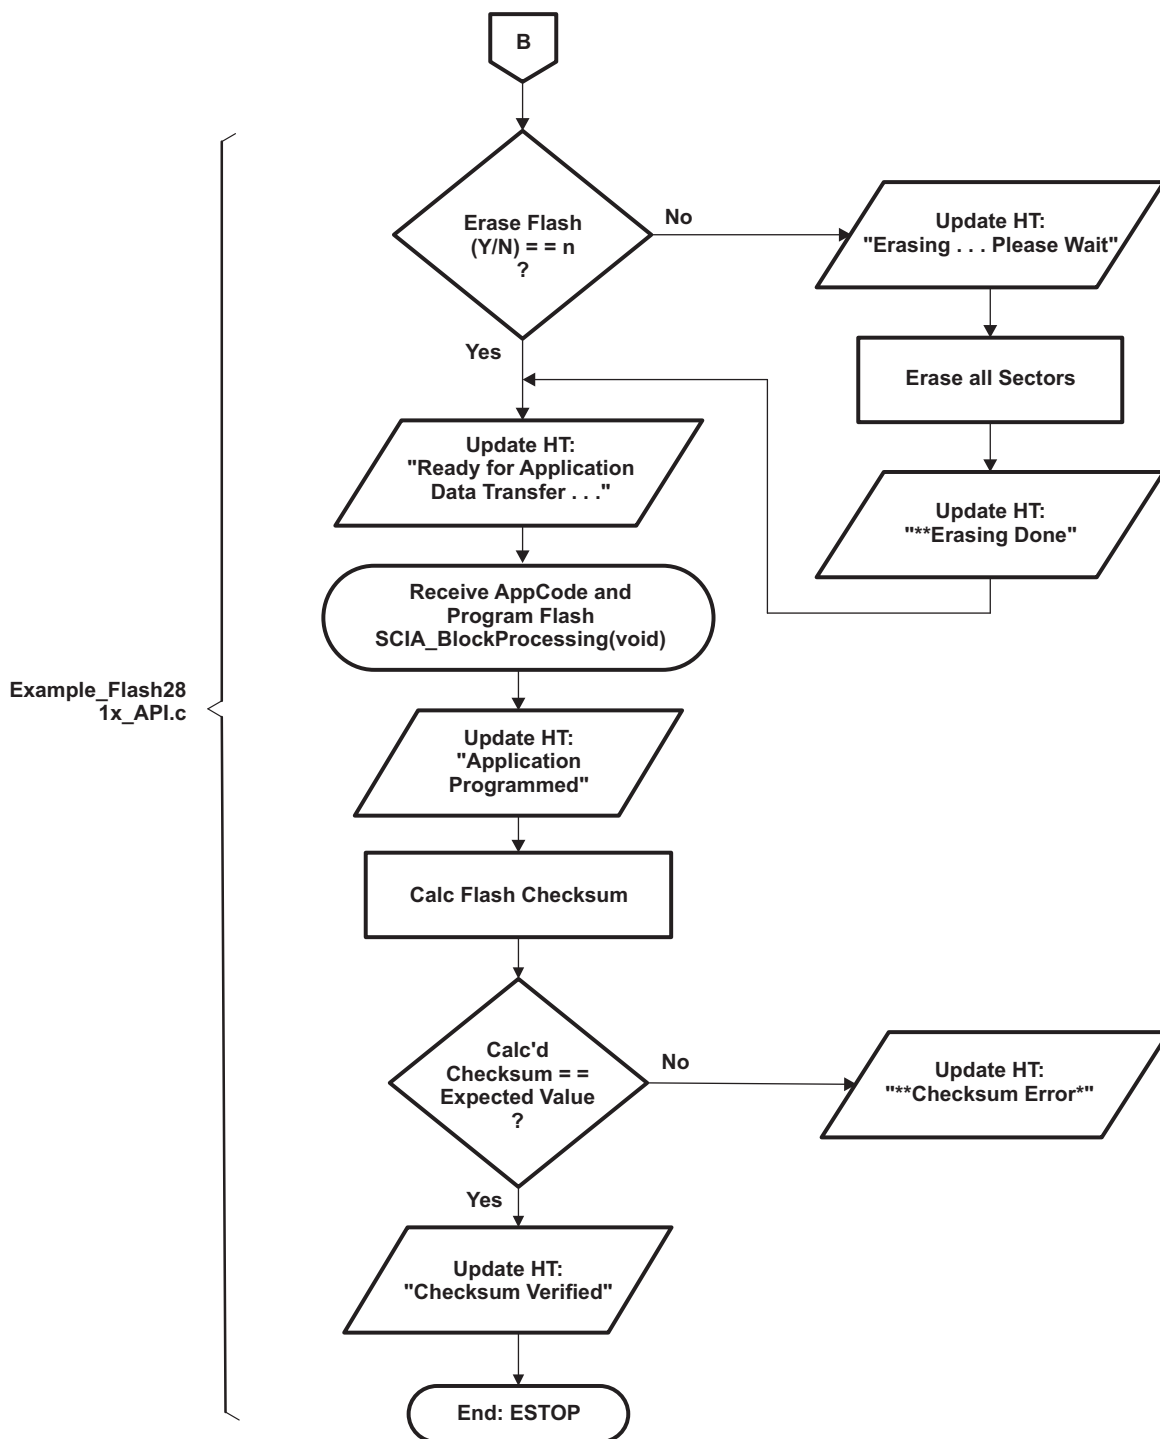 B
Erase Flash
(Y/N) = = n
?
No
Update HT:
"Erasing . . . Please Wait"
Yes
Erase all Sectors
Update HT:
"Ready for Application
Data Transfer . . ."
Update HT:
"**Erasing Done"
Receive AppCode and
Program Flash
SCIA_BlockProcessing(void)
Example_Flash28
1x_API.c
Update HT:
"Application
Programmed"
Calc Flash Checksum
Calc'd
Checksum = =
Expected Value
?
No
Update HT:
"**Checksum Error*"
Yes
Update HT:
"Checksum Verified"
End: ESTOP